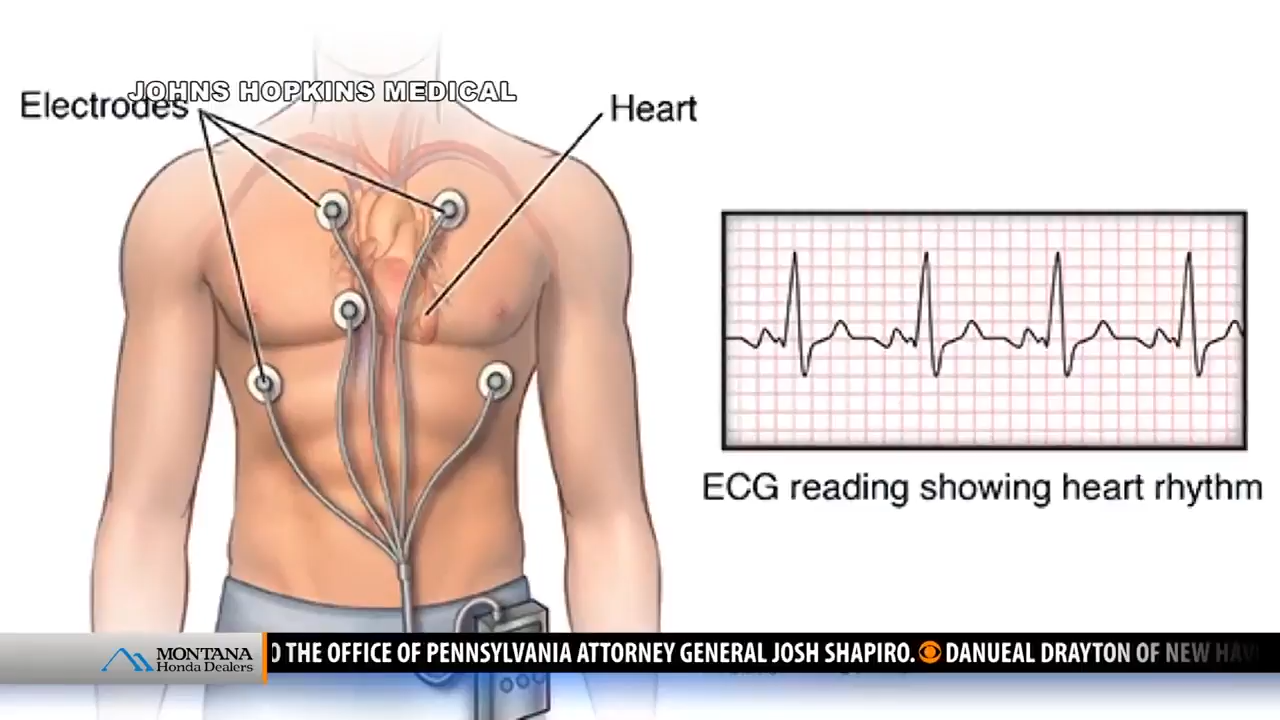 JOHNS HOPKINS MEDICAL
Electrodes
Heart
ECG reading showing heart rhythm
MONTANA
Honda Dealers
O THE OFFICE OF PENNSYLVANIA ATTORNEY GENERAL JOSH SHAPIRO. DANUEAL DRAYTON OF NEW HAV